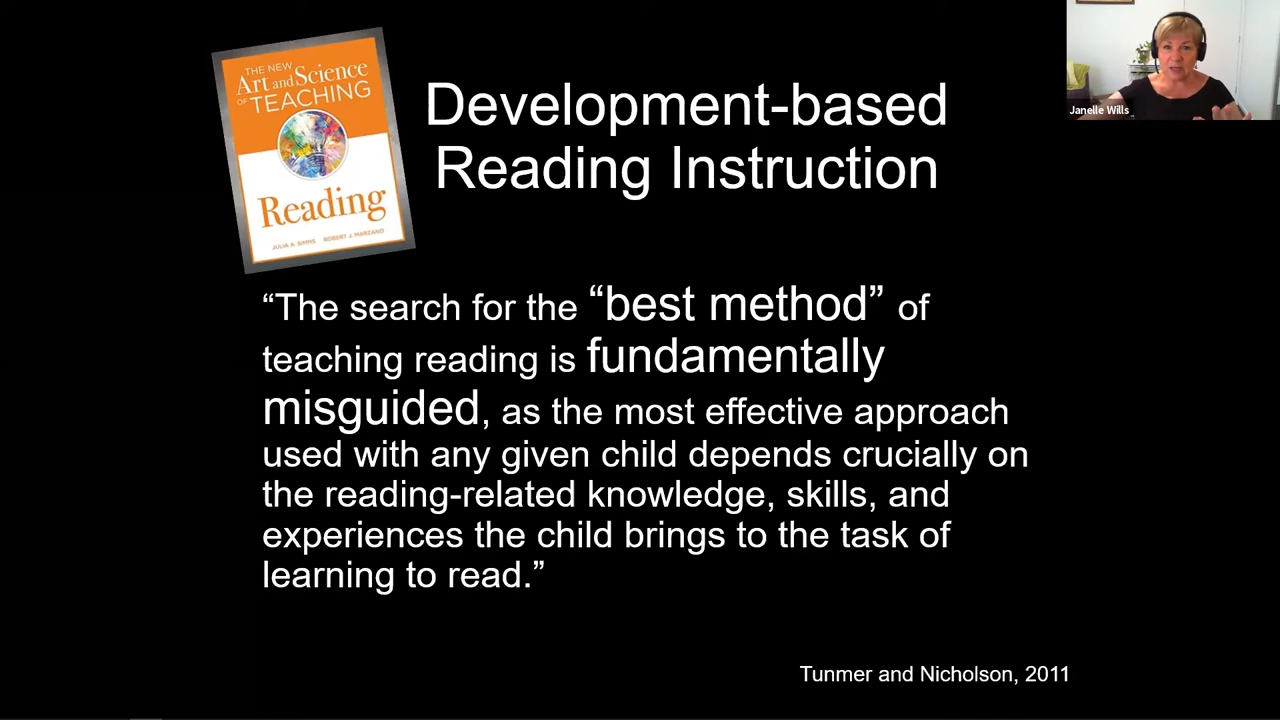 THE NEW
Art and Science
OF TEACHING
Reading
JULIA A. SIMMS ROBERT J. MARZANO
Development-based
Reading Instruction
Janelle Wills
“The search for the “best method” of
teaching reading is fundamentally
misguided, as the most effective approach
used with any given child depends crucially on
the reading-related knowledge, skills, and
experiences the child brings to the task of
learning to read.”
Tunmer and Nicholson, 2011